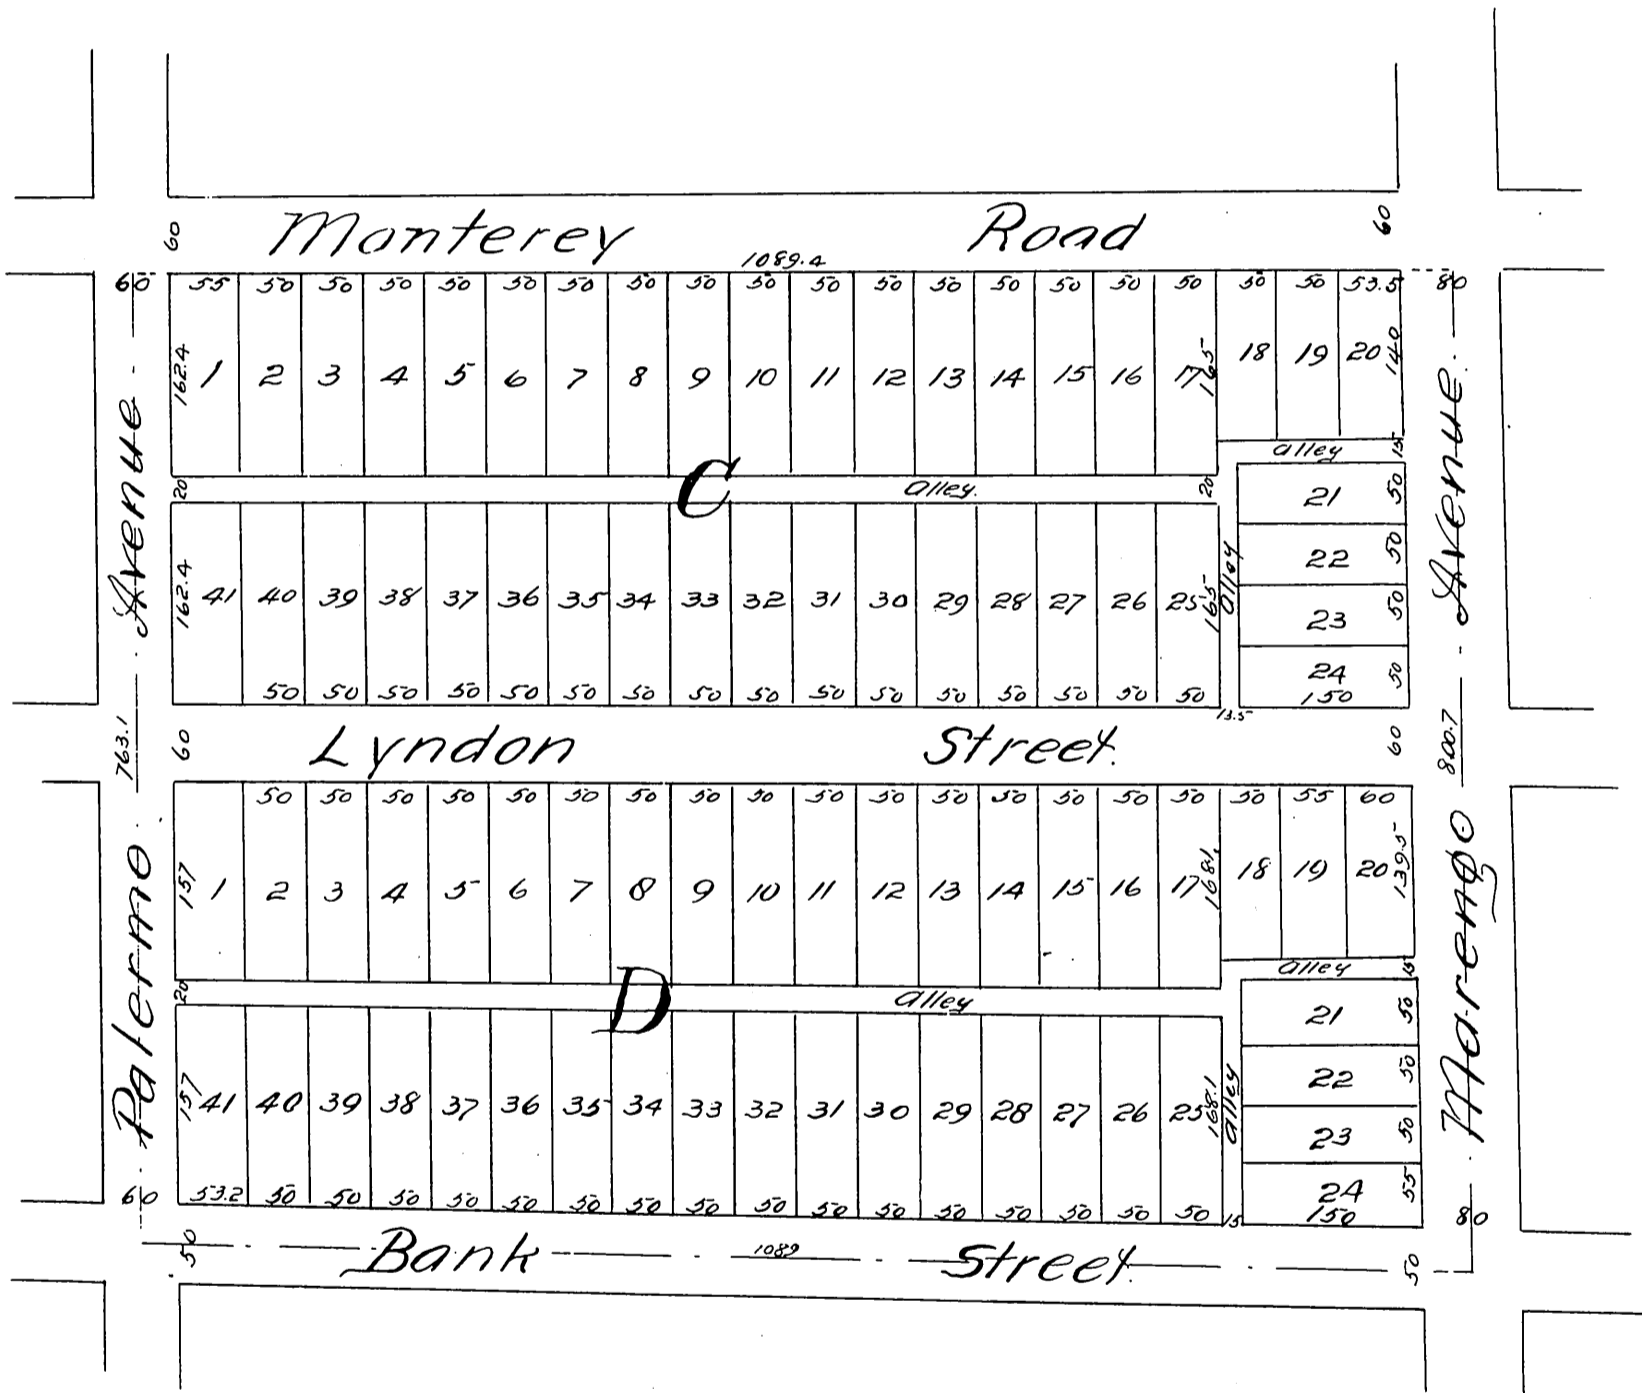 60 Monterey Road 60
1089.4
60 55 50 50 50 50 50 50 50 50 50 50 50 50 50 50 50 50 50 50 53.5 80
162.4 1 2 3 4 5 6 7 8 9 10 11 12 13 14 15 16 17 165 18 19 20 140
alley 15
20 C alley. 20
21 50
alley
22 50
162.4 41 40 39 38 37 36 35 34 33 32 31 30 29 28 27 26 25 165
23 50
24 50
50 50 50 50 50 50 50 50 50 50 50 50 50 50 50 50 150
13.5
60 Lyndon Street. 60
50 50 50 50 50 50 50 50 50 50 50 50 50 50 50 50 50 55 60
157 1 2 3 4 5 6 7 8 9 10 11 12 13 14 15 16 17 168.1 18 19 20 139.5
alley 15
20 D alley
21 50
alley
22 50
157 41 40 39 38 37 36 35 34 33 32 31 30 29 28 27 26 25 168.1
23 50
24 55
60 53.2 50 50 50 50 50 50 50 50 50 50 50 50 50 50 50 50 15 150 80
50 Bank 1089 Street. 50
Palermo 763.1 Avenue
Marengo 800.7 Avenue.